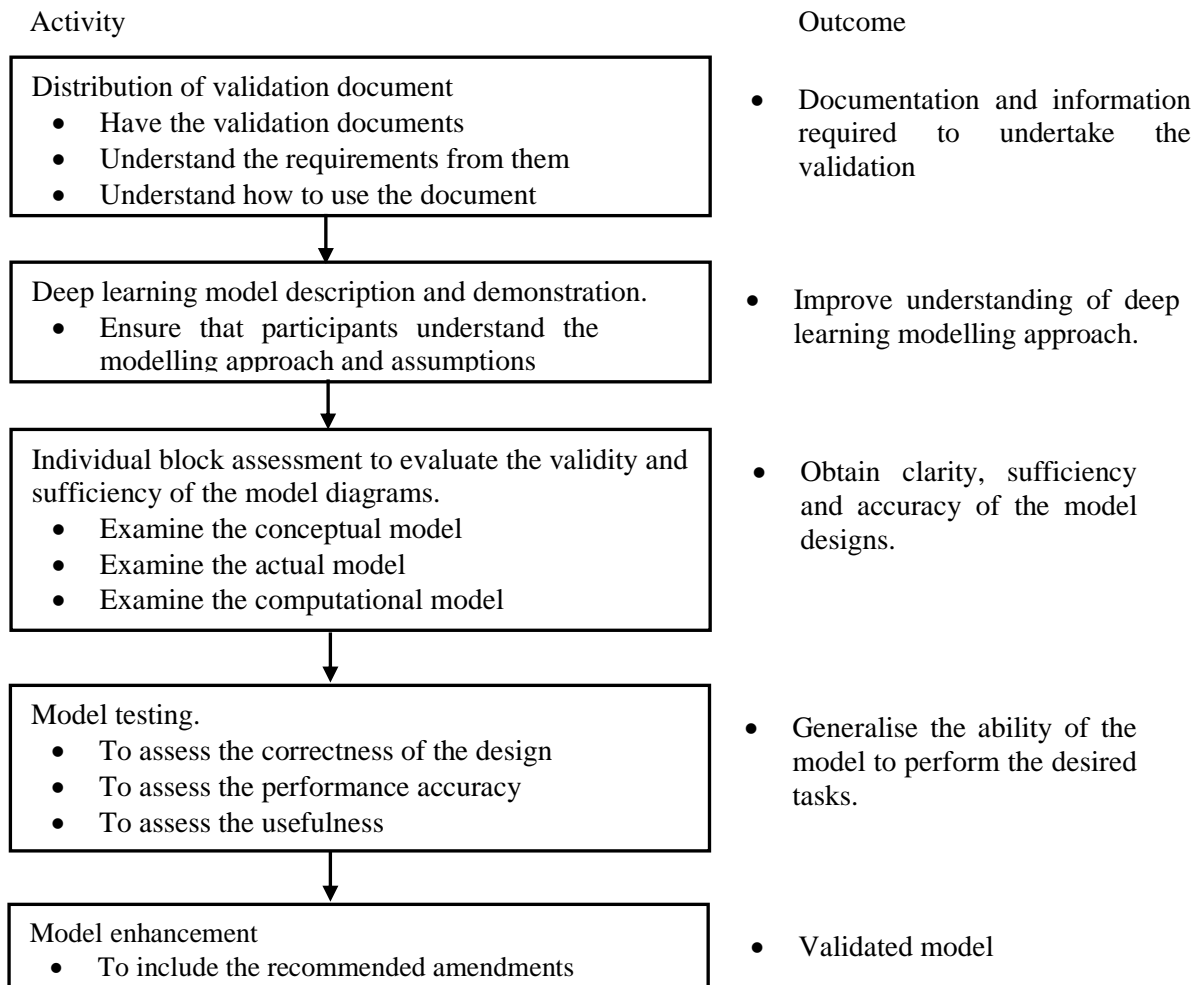 Activity
Outcome
Distribution of validation document
• Have the validation documents
• Understand the requirements from them
• Understand how to use the document
• Documentation and information
required to undertake the
validation
Deep learning model description and demonstration.
• Ensure that participants understand the
modelling approach and assumptions
• Improve understanding of deep
learning modelling approach.
Individual block assessment to evaluate the validity and
sufficiency of the model diagrams.
• Examine the conceptual model
• Examine the actual model
• Examine the computational model
• Obtain clarity, sufficiency
and accuracy of the model
designs.
Model testing.
• To assess the correctness of the design
• To assess the performance accuracy
• To assess the usefulness
• Generalise the ability of the
model to perform the desired
tasks.
Model enhancement
• To include the recommended amendments
• Validated model